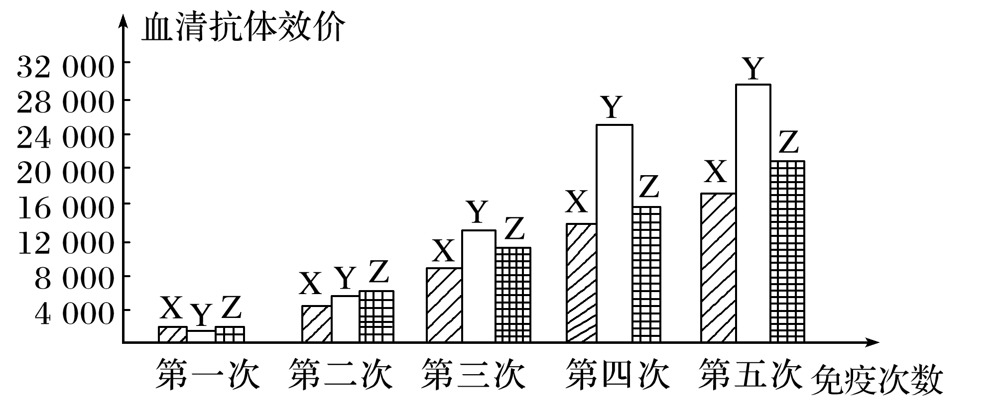 血清抗体效价
32 000
28 000
24 000
20 000
16 000
12 000
8 000
4 000
X Y Z
X Y Z
X Y Z
X Y Z
X Y Z
第一次 第二次 第三次 第四次 第五次 免疫次数